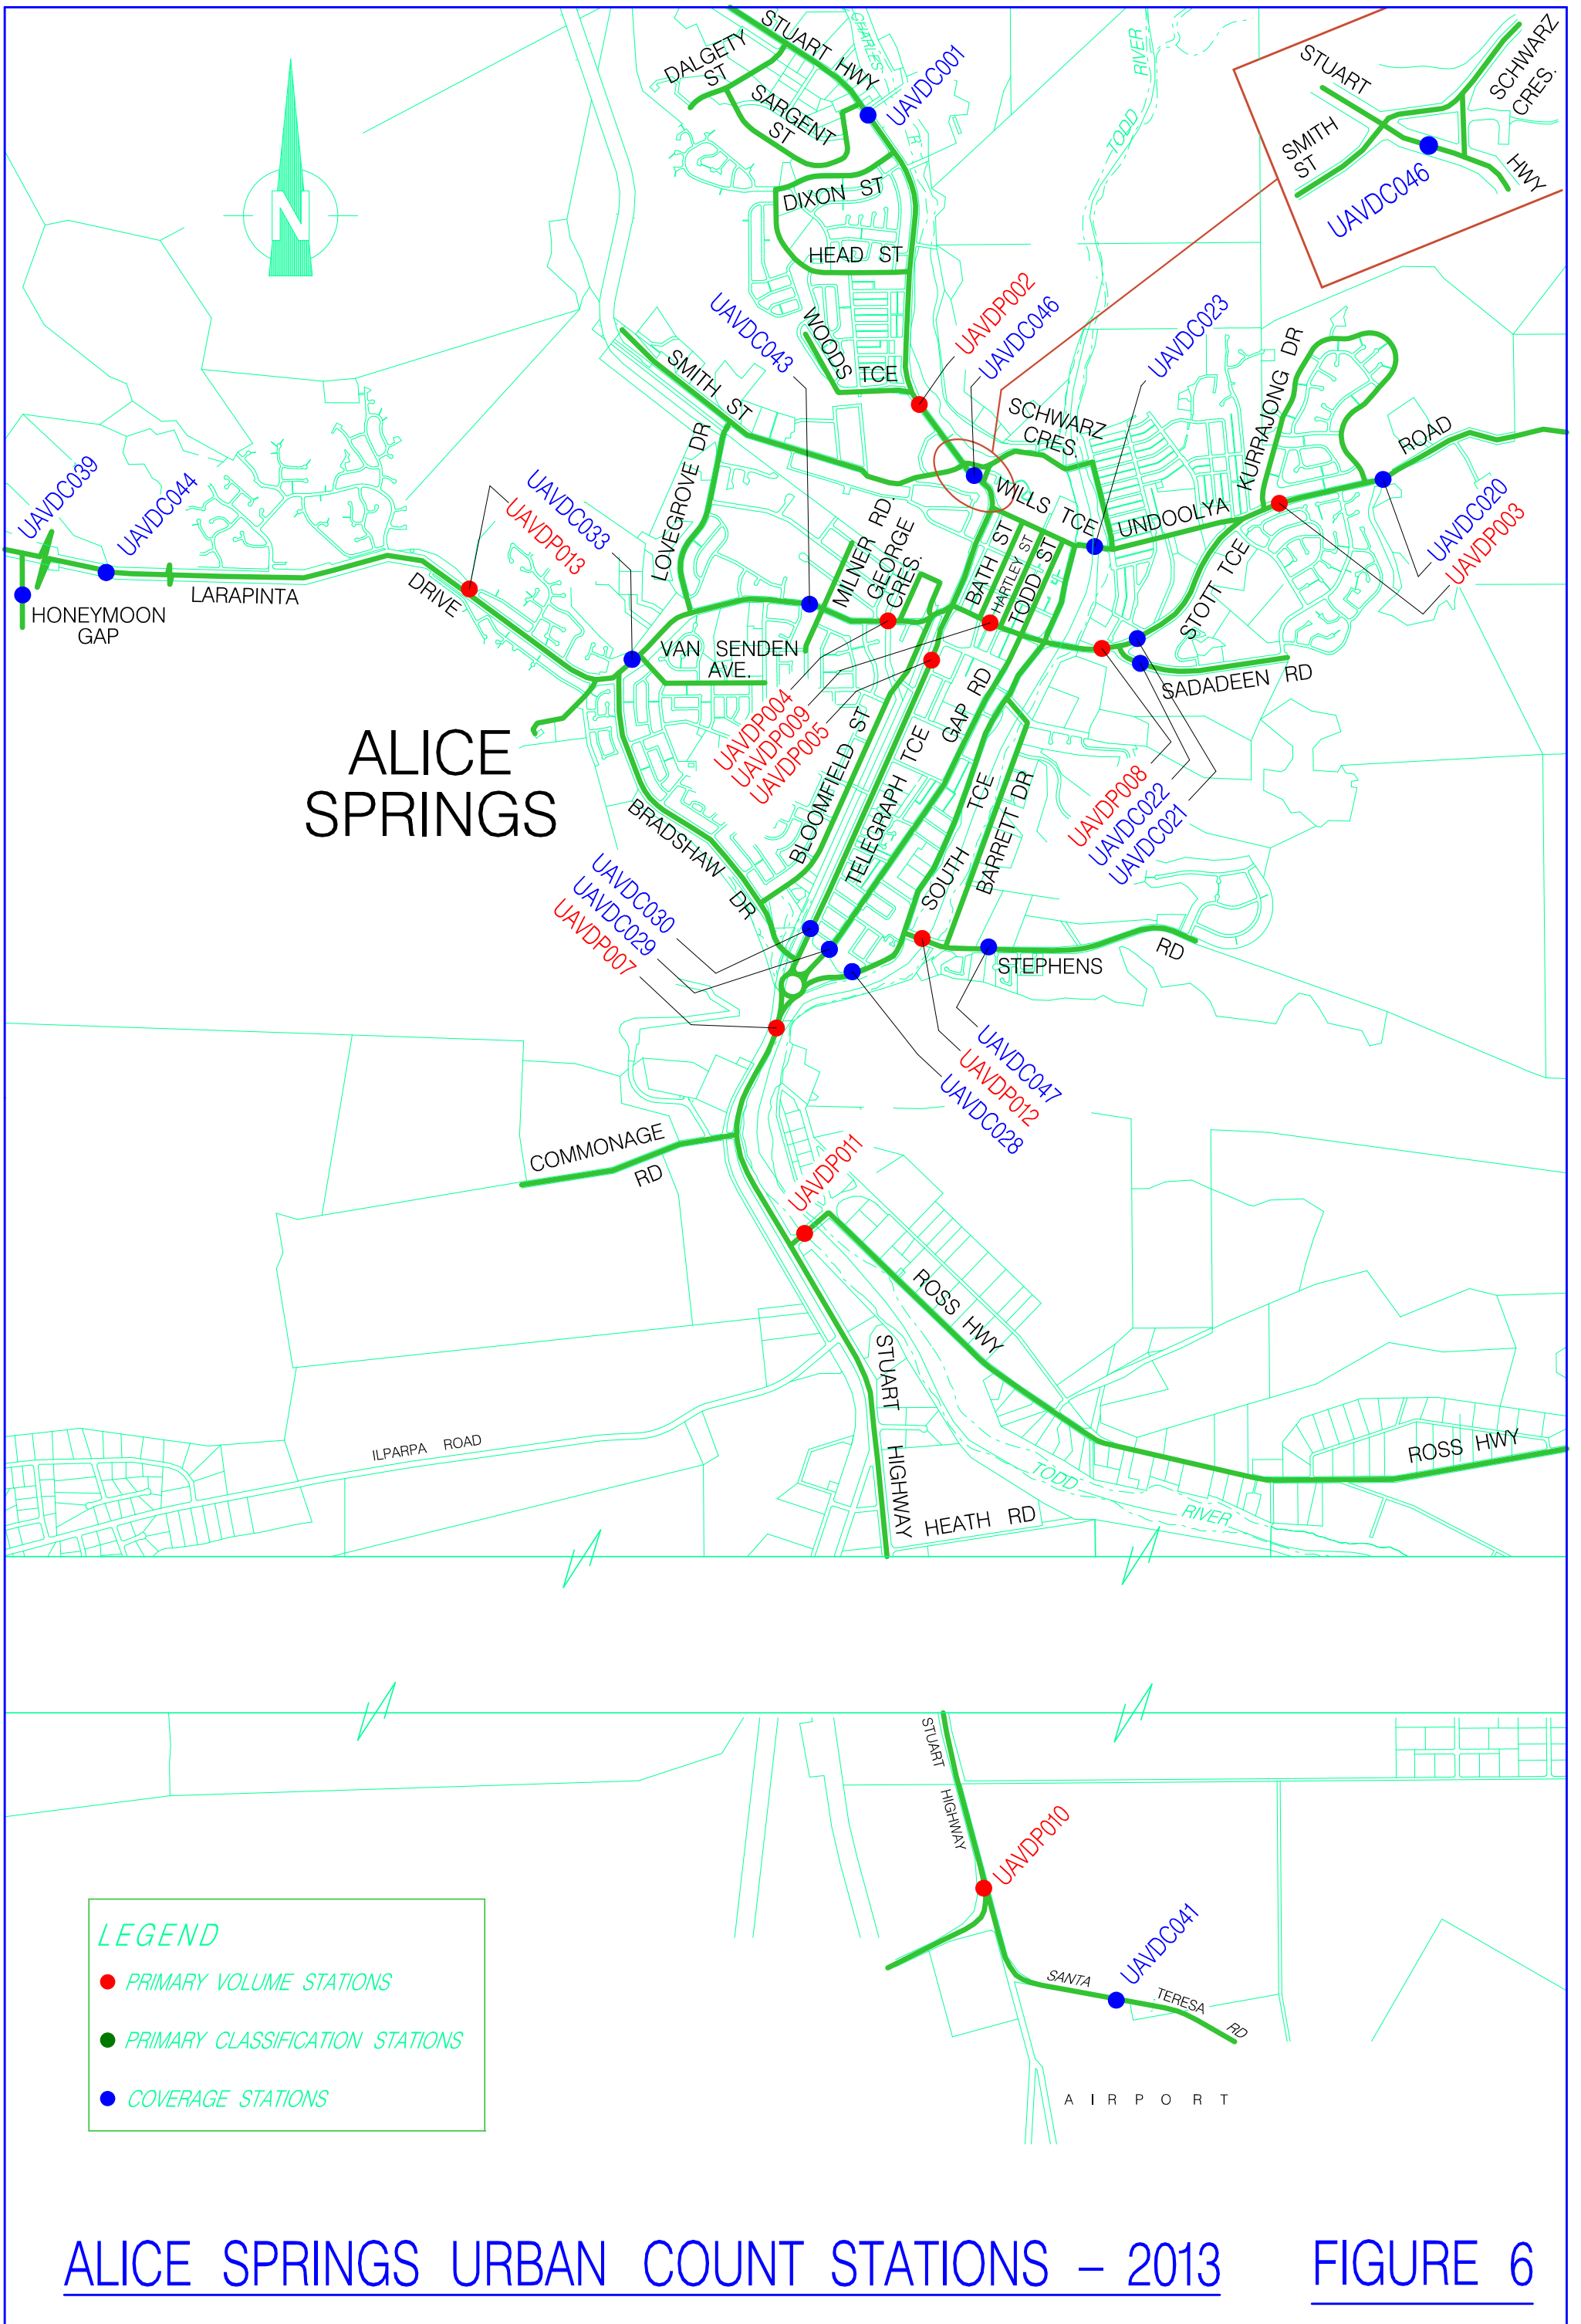 STUART HWY
DALGETY
ST
SARGENT
ST
CHARLES
R
UAVDC001
RIVER
TODD
STUART
SCHWARZ
CRES.
SMITH
ST
HWY
UAVDC046
N
DIXON ST
HEAD ST
WOODS
TCE
UAVDC043
UAVDP002
UAVDC046
UAVDC023
SMITH ST
SCHWARZ
CRES.
KURRAJONG DR
ROAD
UAVDC039
UAVDC044
UAVDC033
UAVDP013
LOVEGROVE DR
MILNER RD.
GEORGE
CRES.
WILLS TCE
BATH ST
HARTLEY ST
TODD ST
UNDOOLYA
UAVDC020
UAVDP003
STOTT TCE
HONEYMOON
GAP
LARAPINTA
DRIVE
VAN SENDEN
AVE.
SADADEEN RD
UAVDP004
UAVDP009
UAVDP005
ALICE
SPRINGS
BLOOMFIELD ST
TELEGRAPH TCE
GAP RD
SOUTH TCE
BARRETT DR
UAVDP008
UAVDC022
UAVDC021
BRADSHAW DR
UAVDC030
UAVDC029
UAVDP007
STEPHENS RD
UAVDC047
UAVDP012
UAVDC028
COMMONAGE
RD
UAVDP011
ROSS HWY
STUART HIGHWAY
ROSS HWY
ILPARPA ROAD
TODD RIVER
HEATH RD
STUART HIGHWAY
UAVDP010
UAVDC041
SANTA TERESA RD
AIRPORT
LEGEND
PRIMARY VOLUME STATIONS
PRIMARY CLASSIFICATION STATIONS
COVERAGE STATIONS
ALICE SPRINGS URBAN COUNT STATIONS – 2013 FIGURE 6